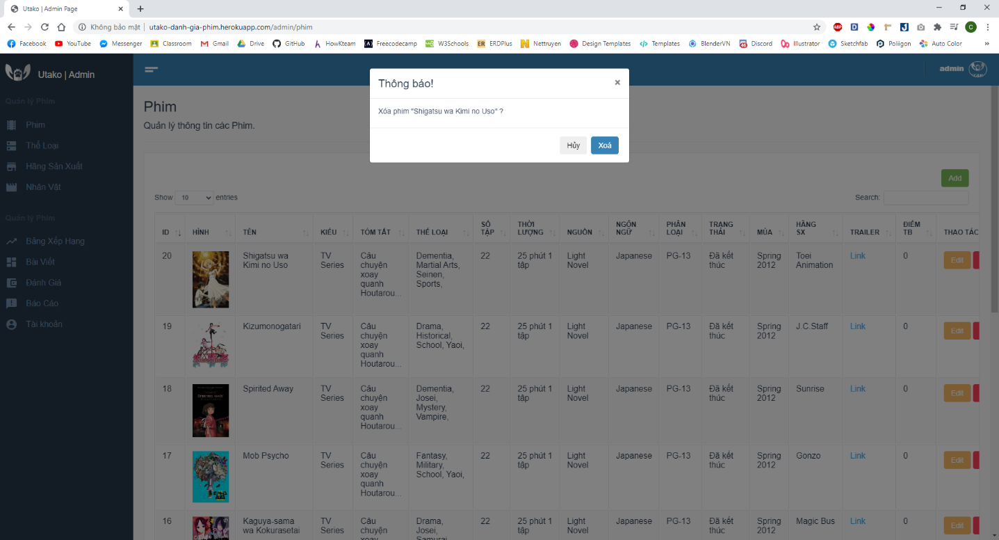 Utako | Admin Page
Không bảo mật | utako-danh-gia-phim.herokuapp.com/admin/phim
ABP
C
Facebook YouTube Messenger Classroom Gmail Drive GitHub HowKteam Freecodecamp W3Schools ERDPlus Nettruyen Design Templates Templates BlenderVN Discord Illustrator Sketchfab Poliigon Auto Color »
Utako | Admin
admin
Thông báo! ×
Xóa phim "Shigatsu wa Kimi no Uso" ?
Hủy Xoá
Quản lý Phim
Phim
Thể Loại
Hãng Sản Xuất
Nhân Vật
Quản lý Phim
Bảng Xếp Hạng
Bài Viết
Đánh Giá
Báo Cáo
Tài khoản
Phim
Quản lý thông tin các Phim.
Add
Show 10 entries
Search:
ID HÌNH TÊN KIỂU TÓM TẮT THỂ LOẠI SỐ TẬP THỜI LƯỢNG NGUỒN NGÔN NGỮ PHÂN LOẠI TRẠNG THÁI MÙA HÃNG SX TRAILER ĐIỂM TB THAO TÁC
20 Shigatsu wa Kimi no Uso TV Series Câu chuyện xoay quanh Houtarou... Dementia, Martial Arts, Seinen, Sports, 22 25 phút 1 tập Light Novel Japanese PG-13 Đã kết thúc Spring 2012 Toei Animation Link 0 Edit
19 Kizumonogatari TV Series Câu chuyện xoay quanh Houtarou... Drama, Historical, School, Yaoi, 22 25 phút 1 tập Light Novel Japanese PG-13 Đã kết thúc Spring 2012 J.C.Staff Link 0 Edit
18 Spirited Away TV Series Câu chuyện xoay quanh Houtarou... Dementia, Josei, Mystery, Vampire, 22 25 phút 1 tập Light Novel Japanese PG-13 Đã kết thúc Spring 2012 Sunrise Link 0 Edit
SPIRITED AWAY
17 Mob Psycho TV Series Câu chuyện xoay quanh Houtarou... Fantasy, Military, School, Yaoi, 22 25 phút 1 tập Light Novel Japanese PG-13 Đã kết thúc Spring 2012 Gonzo Link 0 Edit
16 Kaguya-sama wa Kokurasetai TV Series Câu chuyện xoay Drama, Josei, Samurai 22 25 phút 1 tập Light Novel Japanese PG-13 Đã kết thúc Spring 2012 Magic Bus Link 0 Edit